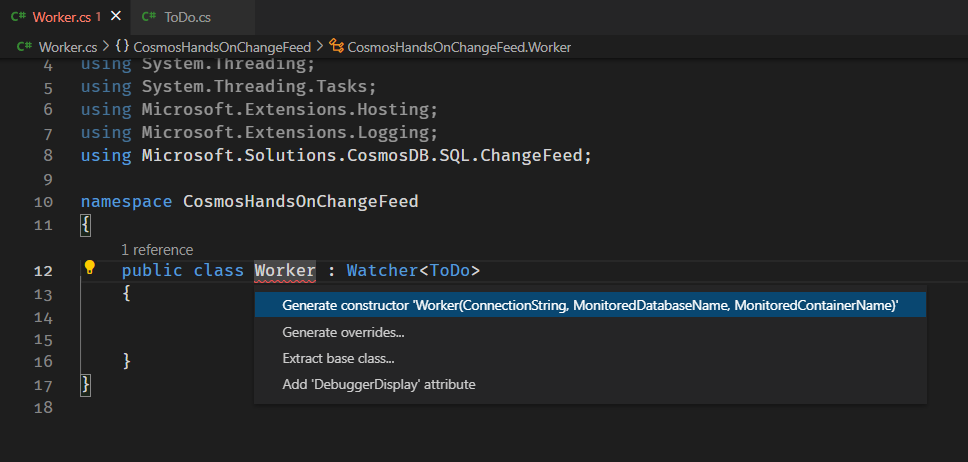 C# Worker.cs 1 × C# ToDo.cs
C# Worker.cs > {} CosmosHandsOnChangeFeed > CosmosHandsOnChangeFeed.Worker
4 using System.Threading;
5 using System.Threading.Tasks;
6 using Microsoft.Extensions.Hosting;
7 using Microsoft.Extensions.Logging;
8 using Microsoft.Solutions.CosmosDB.SQL.ChangeFeed;
9
10 namespace CosmosHandsOnChangeFeed
11 {
1 reference
12 public class Worker : Watcher<ToDo>
13 {
Generate constructor 'Worker(ConnectionString, MonitoredDatabaseName, MonitoredContainerName)'
14
Generate overrides...
15
Extract base class...
16 }
Add 'DebuggerDisplay' attribute
17 }
18